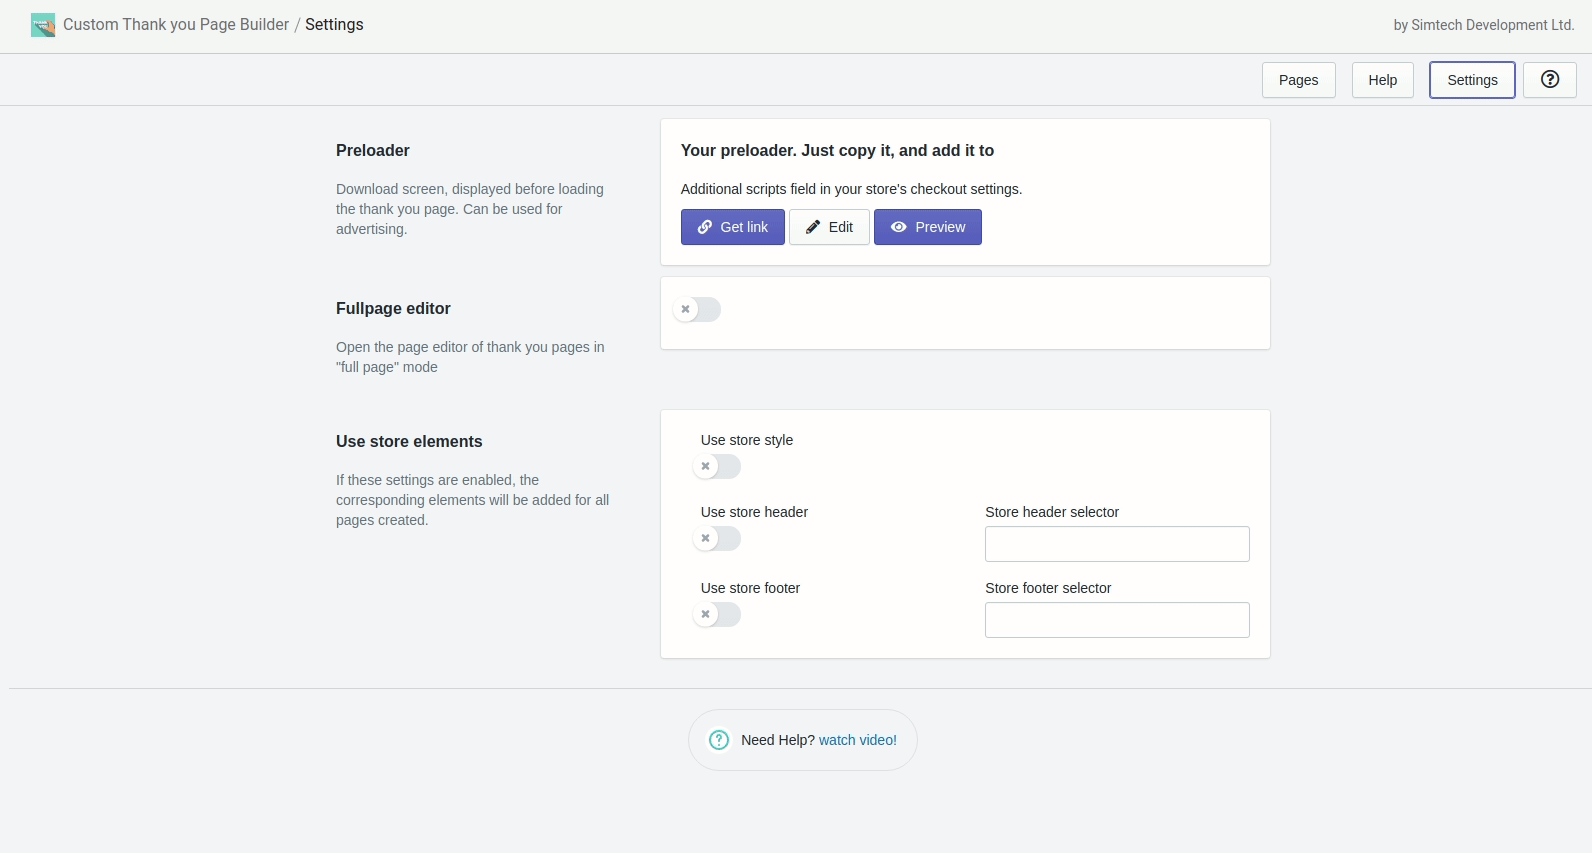 Custom Thank you Page Builder / Settings
by Simtech Development Ltd.
Pages
Help
Settings
Preloader
Download screen, displayed before loading
the thank you page. Can be used for
advertising.
Your preloader. Just copy it, and add it to
Additional scripts field in your store's checkout settings.
Get link
Edit
Preview
Fullpage editor
Open the page editor of thank you pages in
"full page" mode
Use store elements
If these settings are enabled, the
corresponding elements will be added for all
pages created.
Use store style
Use store header
Store header selector
Use store footer
Store footer selector
Need Help? watch video!